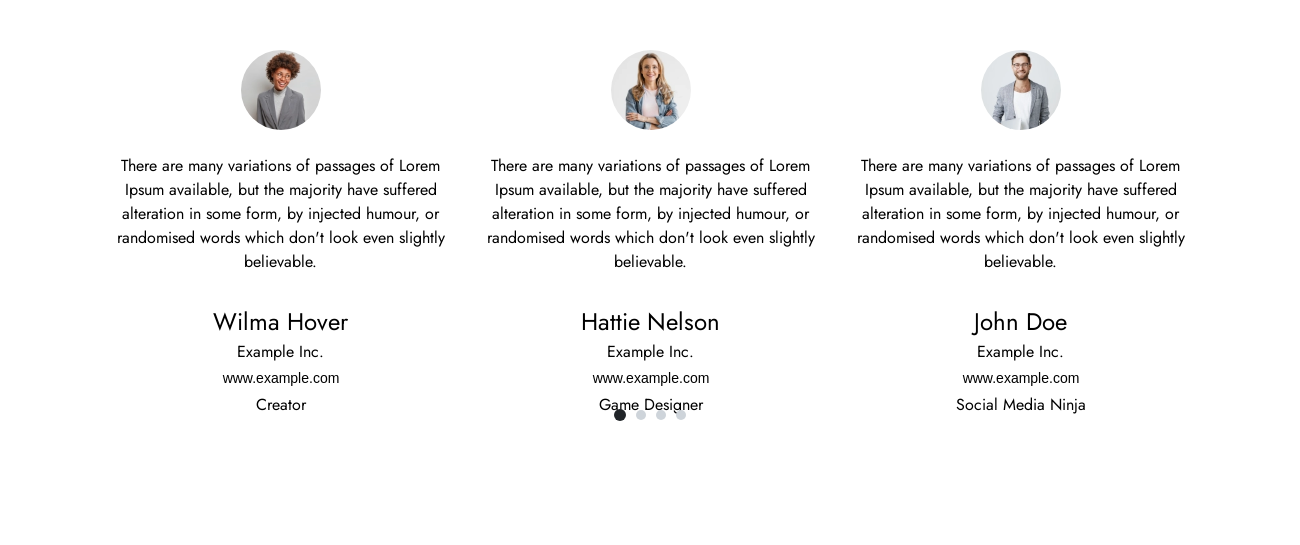 There are many variations of passages of Lorem
Ipsum available, but the majority have suffered
alteration in some form, by injected humour, or
randomised words which don't look even slightly
believable.
Wilma Hover
Example Inc.
www.example.com
Creator
There are many variations of passages of Lorem
Ipsum available, but the majority have suffered
alteration in some form, by injected humour, or
randomised words which don't look even slightly
believable.
Hattie Nelson
Example Inc.
www.example.com
Game Designer
There are many variations of passages of Lorem
Ipsum available, but the majority have suffered
alteration in some form, by injected humour, or
randomised words which don't look even slightly
believable.
John Doe
Example Inc.
www.example.com
Social Media Ninja